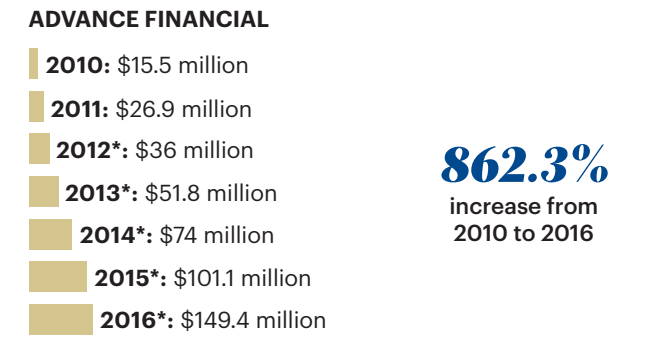 ADVANCE FINANCIAL
2010: $15.5 million
2011: $26.9 million
2012*: $36 million
2013*: $51.8 million
2014*: $74 million
2015*: $101.1 million
2016*: $149.4 million
862.3%
increase from
2010 to 2016